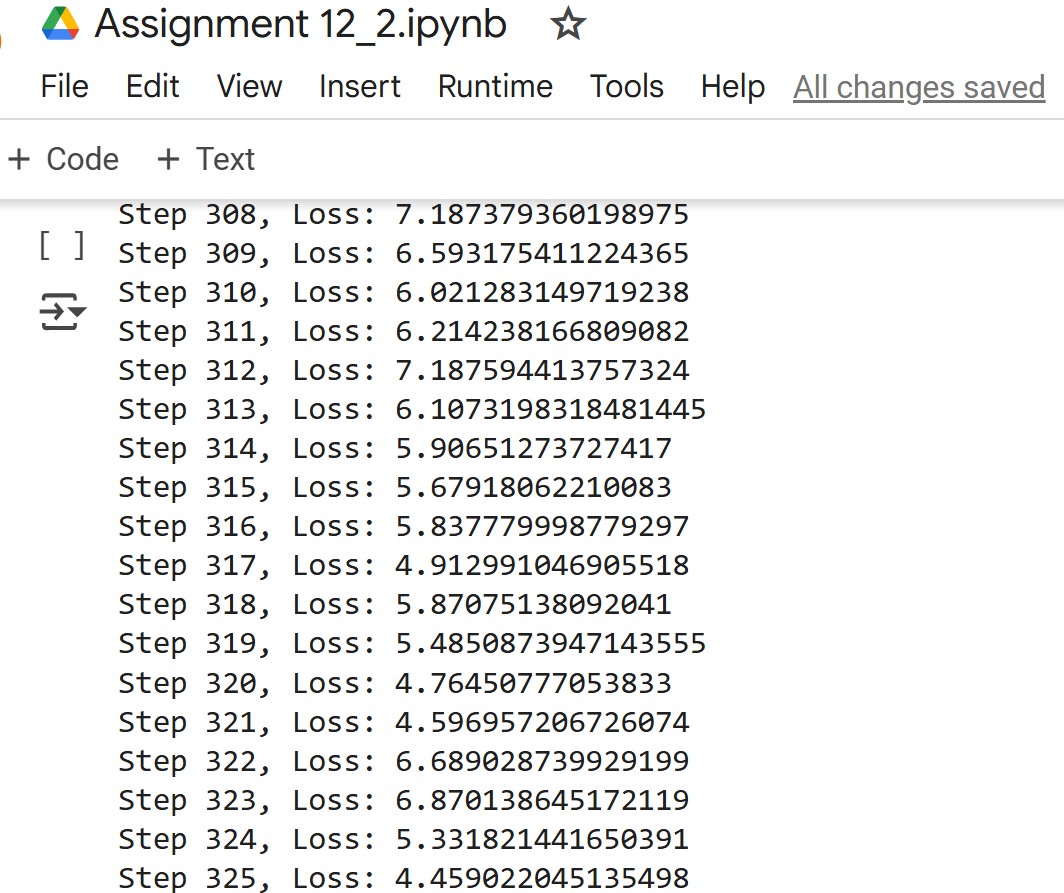 Assignment 12_2.ipynb
File Edit View Insert Runtime Tools Help All changes saved
+ Code + Text
Step 308, Loss: 7.187379360198975
[ ]
Step 309, Loss: 6.593175411224365
Step 310, Loss: 6.021283149719238
Step 311, Loss: 6.214238166809082
Step 312, Loss: 7.187594413757324
Step 313, Loss: 6.1073198318481445
Step 314, Loss: 5.90651273727417
Step 315, Loss: 5.67918062210083
Step 316, Loss: 5.837779998779297
Step 317, Loss: 4.912991046905518
Step 318, Loss: 5.87075138092041
Step 319, Loss: 5.4850873947143555
Step 320, Loss: 4.76450777053833
Step 321, Loss: 4.596957206726074
Step 322, Loss: 6.689028739929199
Step 323, Loss: 6.870138645172119
Step 324, Loss: 5.331821441650391
Step 325, Loss: 4.459022045135498